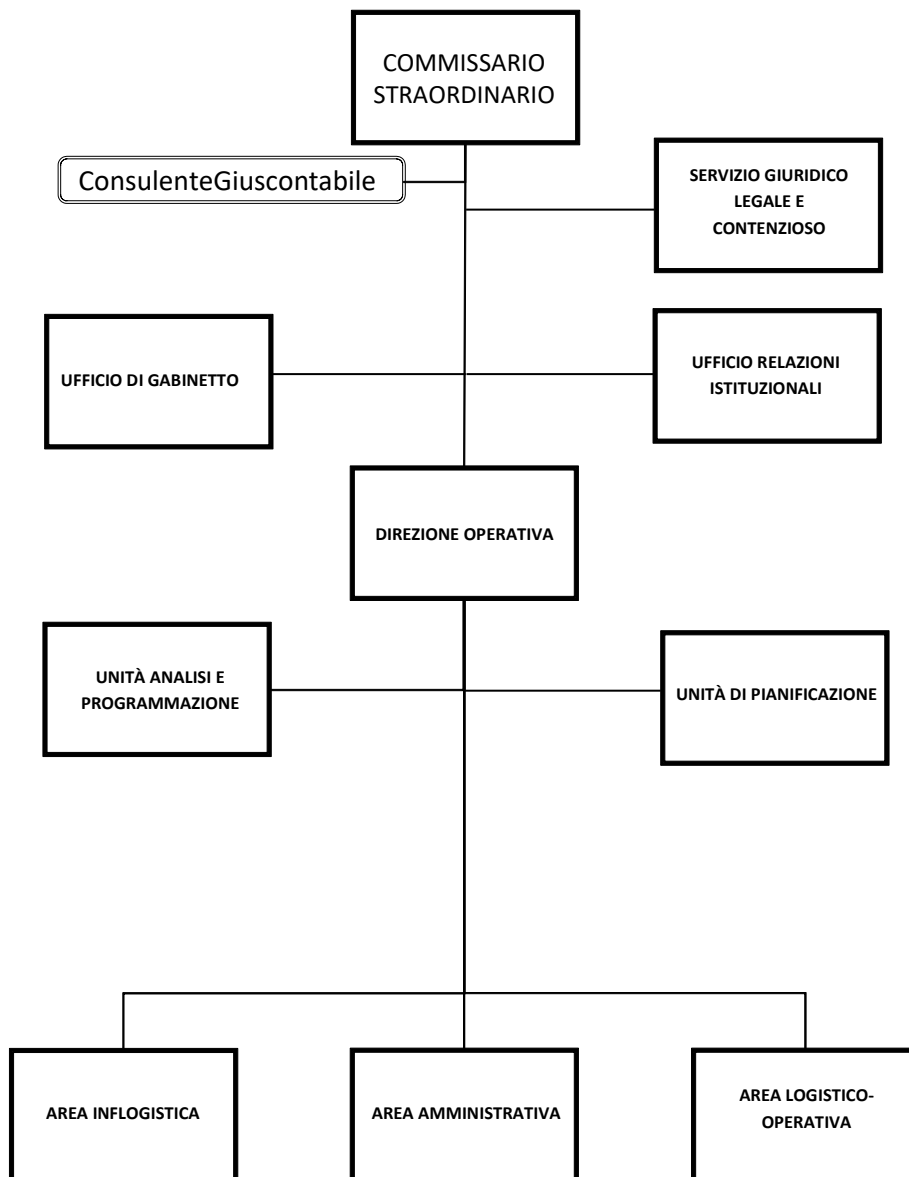 COMMISSARIO
STRAORDINARIO
ConsulenteGiuscontabile
SERVIZIO GIURIDICO
LEGALE E
CONTENZIOSO
UFFICIO DI GABINETTO
UFFICIO RELAZIONI
ISTITUZIONALI
DIREZIONE OPERATIVA
UNITÀ ANALISI E
PROGRAMMAZIONE
UNITÀ DI PIANIFICAZIONE
AREA INFLOGISTICA
AREA AMMINISTRATIVA
AREA LOGISTICO-
OPERATIVA